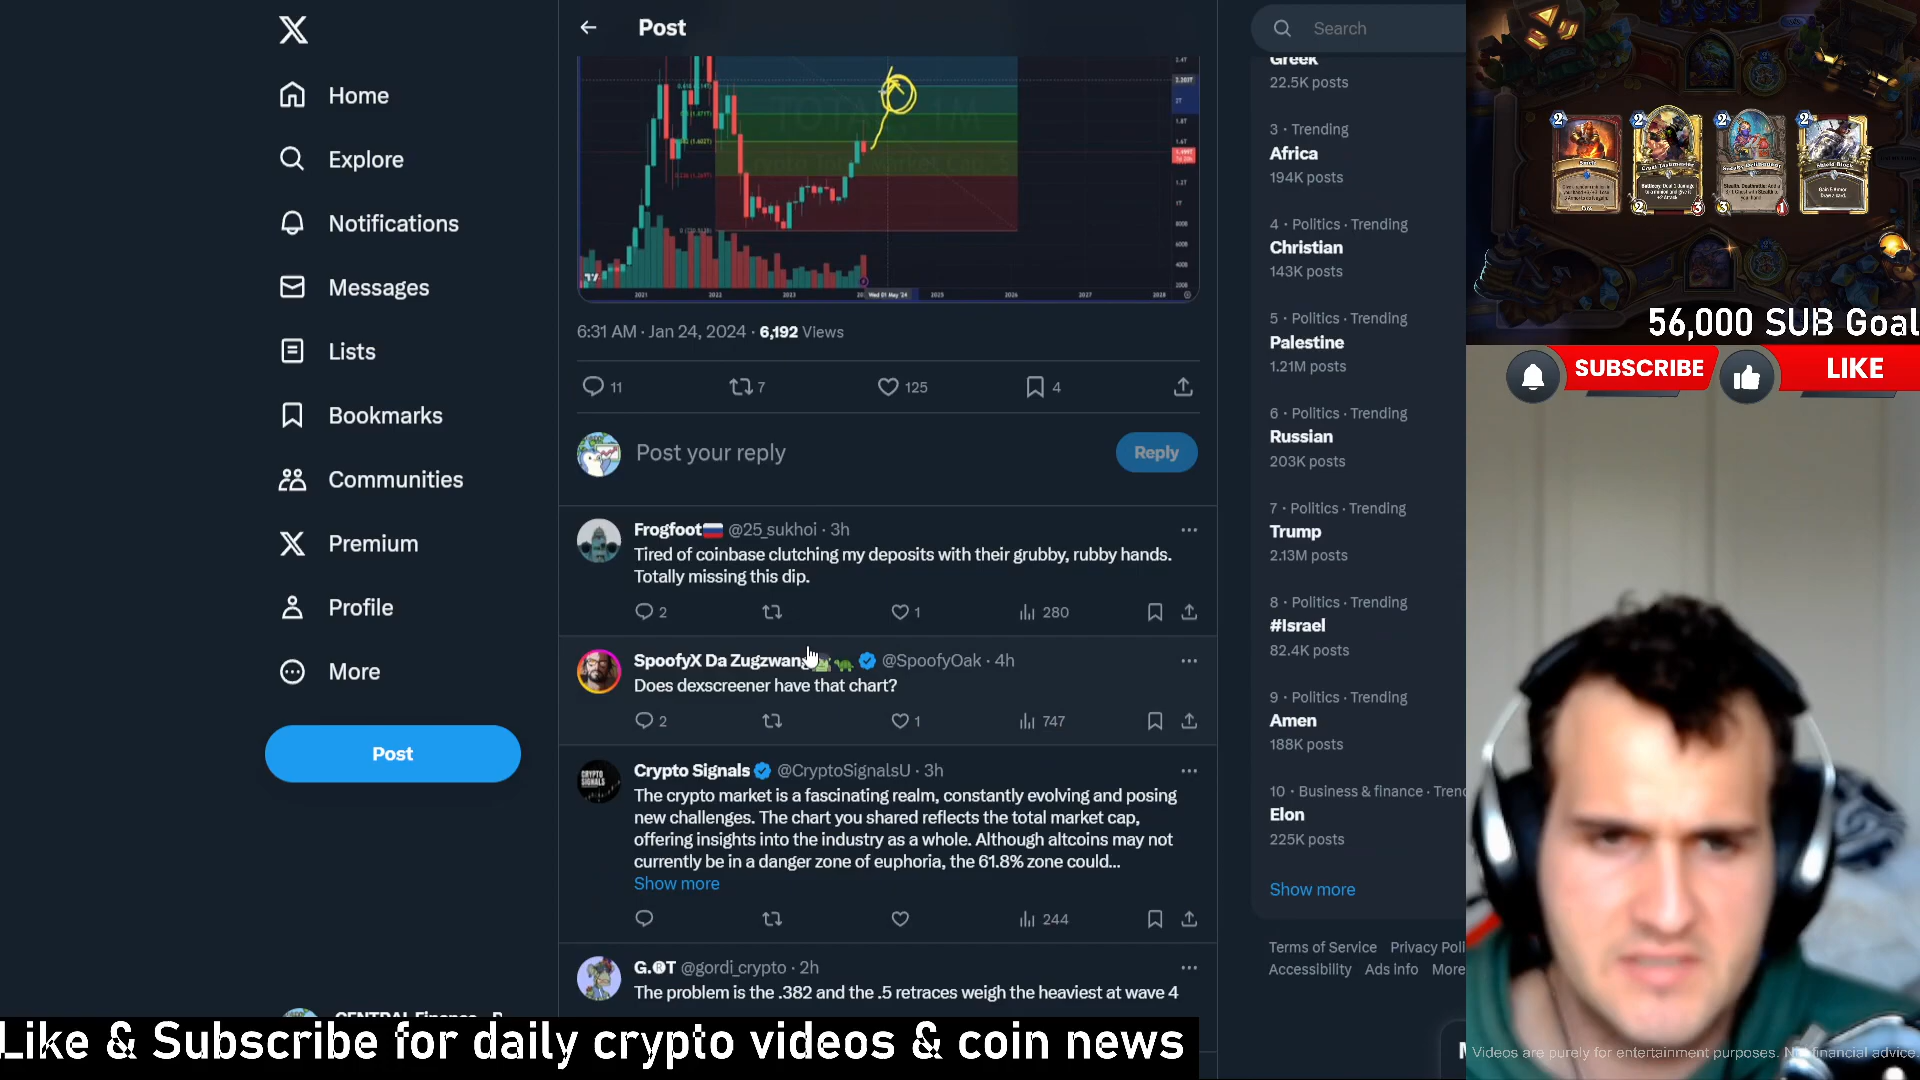 Post
Home
Explore
Notifications
Messages
Lists
Bookmarks
Communities
Premium
Profile
More
Post
2021 2022 2023 Wed 01 May '24 2025 2026 2027 2028
6:31 AM · Jan 24, 2024 · 6,192 Views
11 7 125 4
Post your reply
Reply
Frogfoot @25_sukhoi · 3h
Tired of coinbase clutching my deposits with their grubby, rubby hands.
Totally missing this dip.
2 1 280
SpoofyX Da Zugzwang @SpoofyOak · 4h
Does dexscreener have that chart?
2 1 747
Crypto Signals @CryptoSignalsU · 3h
The crypto market is a fascinating realm, constantly evolving and posing
new challenges. The chart you shared reflects the total market cap,
offering insights into the industry as a whole. Although altcoins may not
currently be in a danger zone of euphoria, the 61.8% zone could...
Show more
244
G.®T @gordi_crypto · 2h
The problem is the .382 and the .5 retraces weigh the heaviest at wave 4
Search
Greek
22.5K posts
3 · Trending
Africa
194K posts
4 · Politics · Trending
Christian
143K posts
5 · Politics · Trending
Palestine
1.21M posts
6 · Politics · Trending
Russian
203K posts
7 · Politics · Trending
Trump
2.13M posts
8 · Politics · Trending
#Israel
82.4K posts
9 · Politics · Trending
Amen
188K posts
10 · Business & finance · Trend
Elon
225K posts
Show more
Terms of Service Privacy Poli
Accessibility Ads info More
56,000 SUB Goal
SUBSCRIBE
LIKE
Like & Subscribe for daily crypto videos & coin news
Videos are purely for entertainment purposes. financial advice.